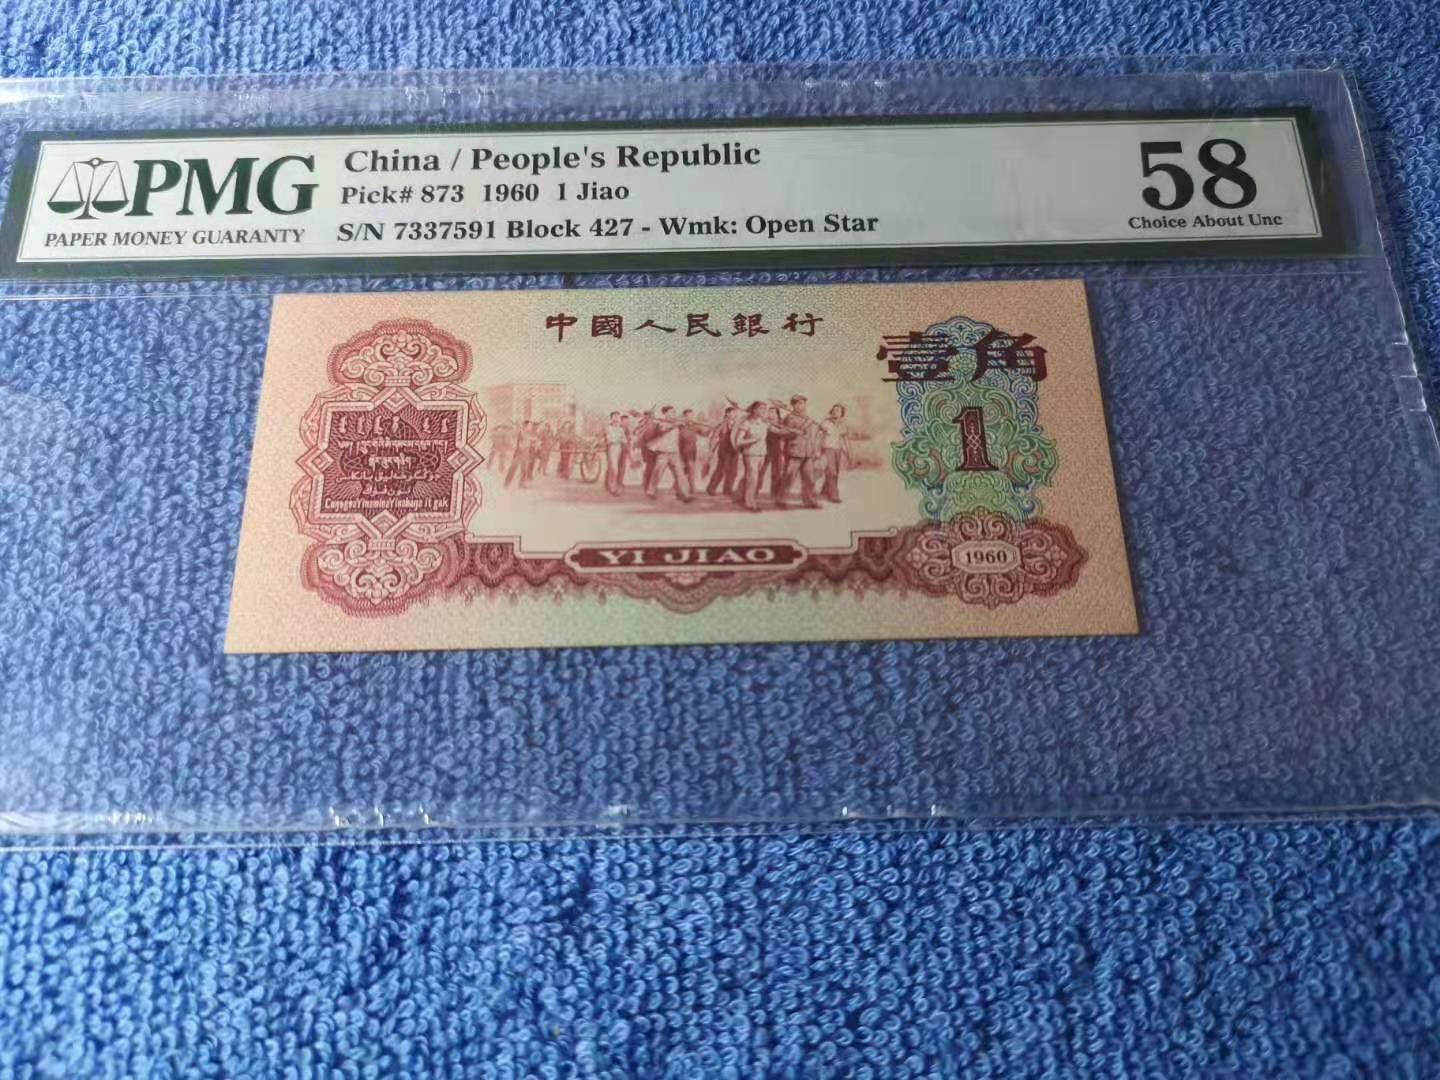 PMG
PAPER MONEY GUARANTY
China / People's Republic
Pick# 873 1960 1 Jiao
S/N 7337591 Block 427 - Wmk: Open Star
58
Choice About Unc
中國人民銀行
壹角
1
YI JIAO
1960